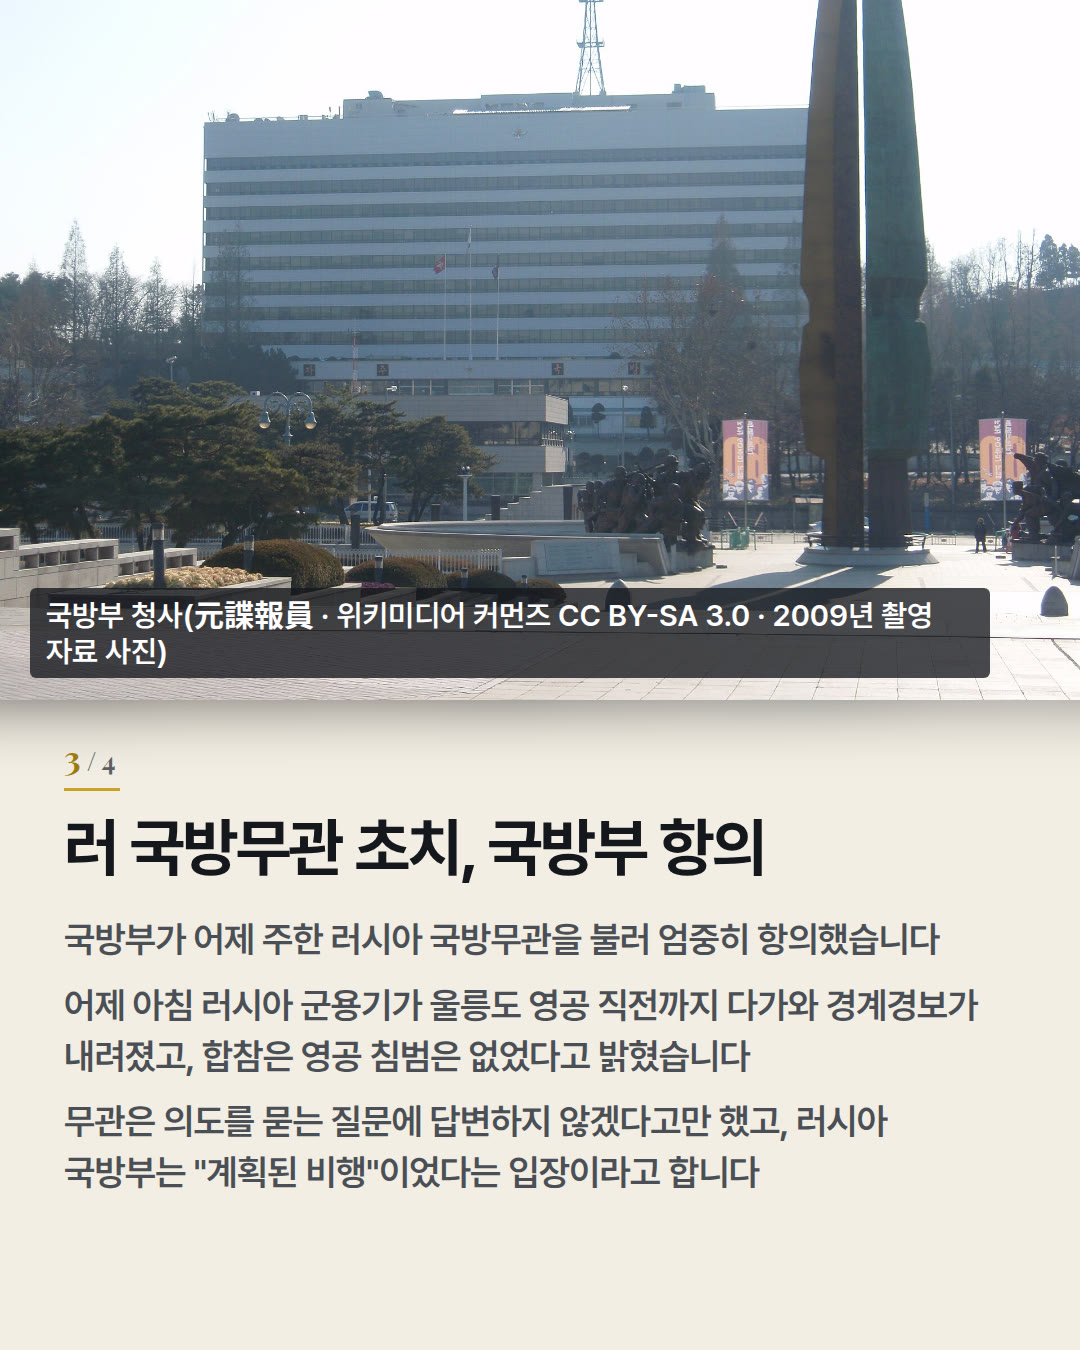 국방부 청사(元諜報員 · 위키미디어 커먼즈 CC BY-SA 3.0 · 2009년 촬영
자료 사진)
3 / 4
러 국방무관 초치, 국방부 항의
국방부가 어제 주한 러시아 국방무관을 불러 엄중히 항의했습니다
어제 아침 러시아 군용기가 울릉도 영공 직전까지 다가와 경계경보가
내려졌고, 합참은 영공 침범은 없었다고 밝혔습니다
무관은 의도를 묻는 질문에 답변하지 않겠다고만 했고, 러시아
국방부는 "계획된 비행"이었다는 입장이라고 합니다